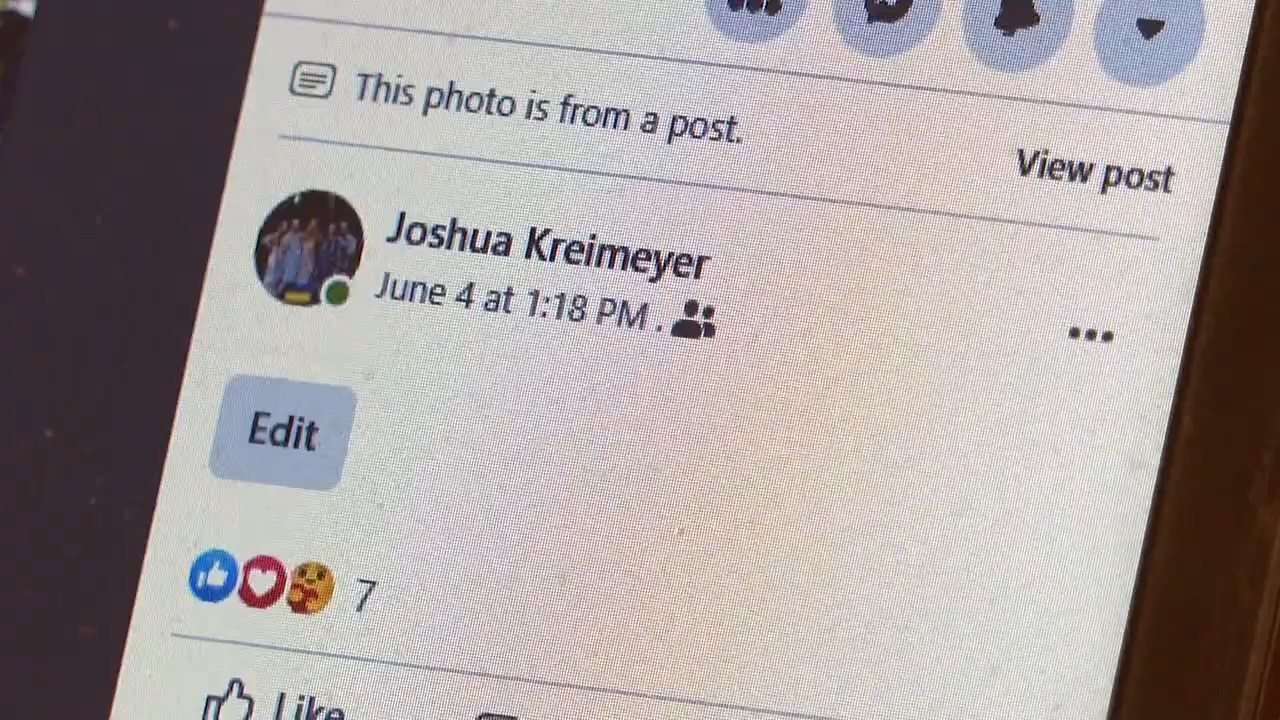 This photo is from a post.
View post
Joshua Kreimeyer
June 4 at 1:18 PM .
Edit
7
Like